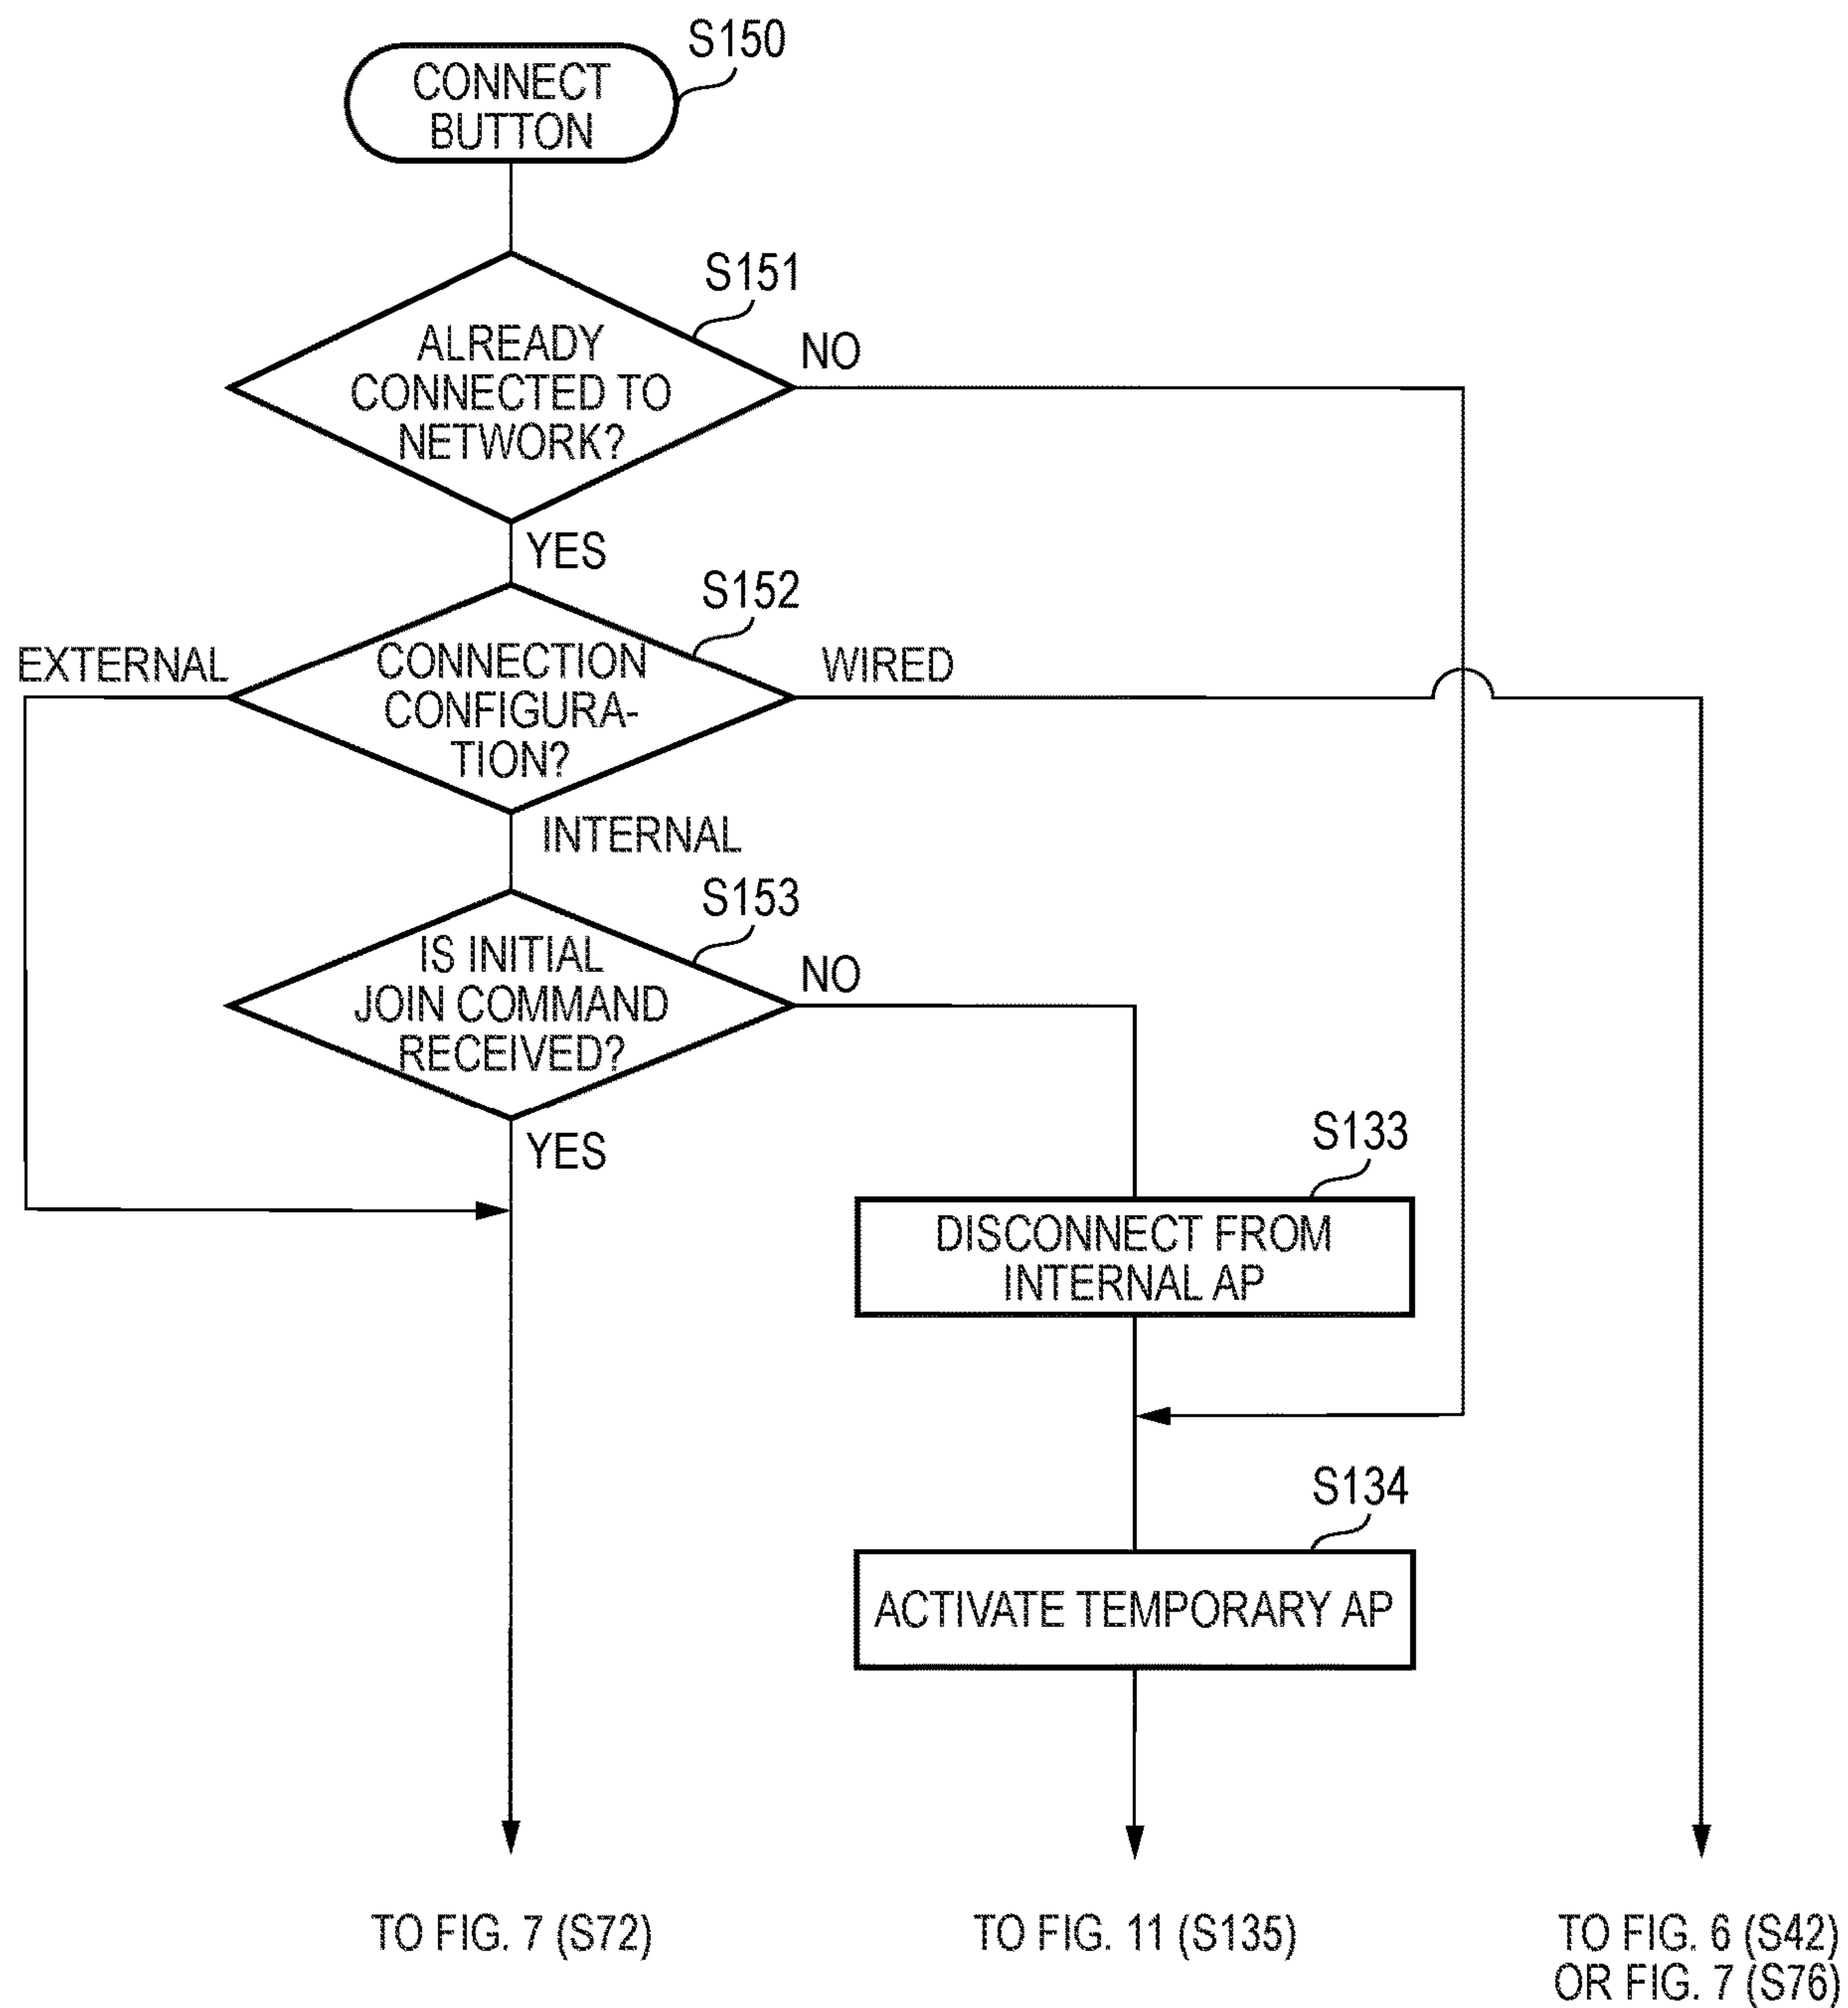 S150
CONNECT
BUTTON
S151
ALREADY
CONNECTED TO
NETWORK?
NO
YES
S152
EXTERNAL
CONNECTION
CONFIGURA-
TION?
WIRED
INTERNAL
S153
IS INITIAL
JOIN COMMAND
RECEIVED?
NO
YES
S133
DISCONNECT FROM
INTERNAL AP
S134
ACTIVATE TEMPORARY AP
TO FIG. 7 (S72)
TO FIG. 11 (S135)
TO FIG. 6 (S42)
OR FIG. 7 (S76)